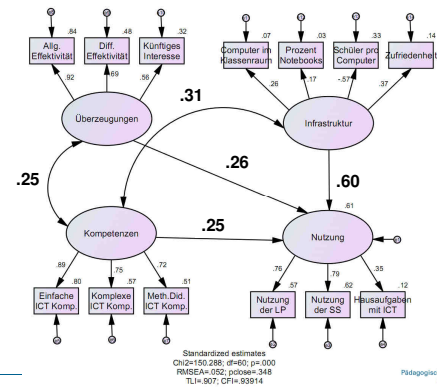 .84
.48
.32
.07
.03
.33
.14
Allg.
Effektivität
Diff.
Effektivität
Künftiges
Interesse
Computer im
Klassenraum
Prozent
Notebooks
Schüler pro
Computer
Zufriedenheit
.92
.69
.56
.26
.17
-.57
.37
.31
Überzeugungen
Infrastruktur
.25
.26
.60
.25
.61
Kompetenzen
Nutzung
.89
.75
.72
.76
.79
.35
.80
.57
.51
.57
.62
.12
Einfache
ICT Komp.
Komplexe
ICT Komp.
Meth.Did.
ICT Komp.
Nutzung
der LP
Nutzung
der SS
Hausaufgaben
mit ICT
Standardized estimates
Chi2=150.288; df=60; p=.000
RMSEA=.052; pclose=.348
TLI=.907; CFI=.93914
Pädagogisc